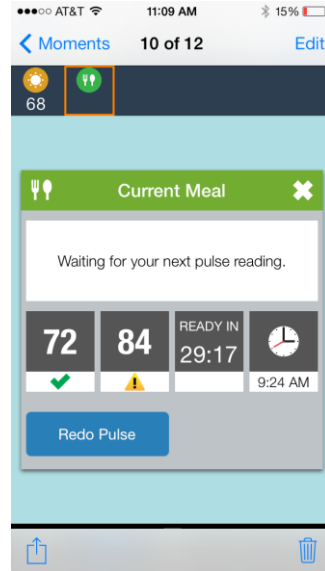 AT&T 11:09 AM 15%
Moments 10 of 12 Edit
68
Current Meal
Waiting for your next pulse reading.
72 84 READY IN
29:17
9:24 AM
Redo Pulse